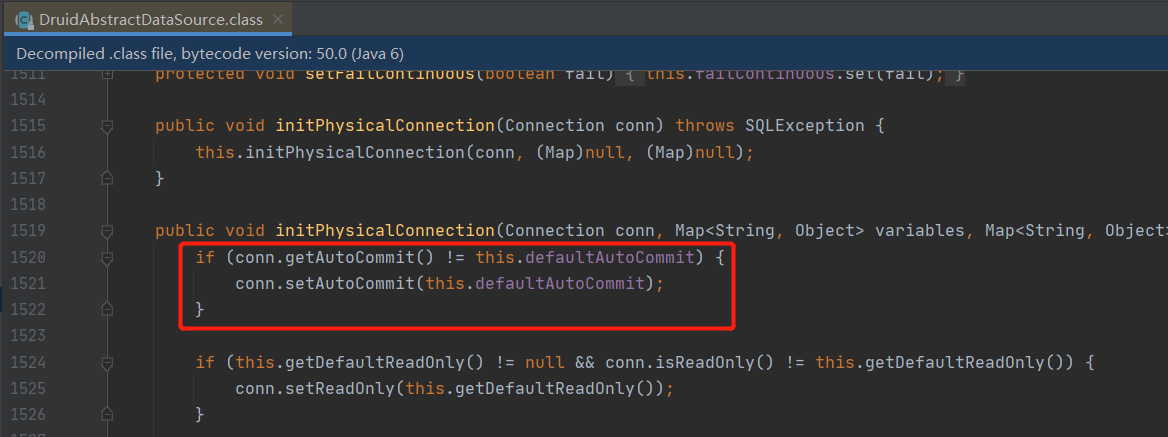 DruidAbstractDataSource.class
Decompiled .class file, bytecode version: 50.0 (Java 6)
1511 protected void setFailContinuous(boolean fail) { this.failContinuous.set(fail); }
1514
1515 public void initPhysicalConnection(Connection conn) throws SQLException {
1516 this.initPhysicalConnection(conn, (Map)null, (Map)null);
1517 }
1518
1519 public void initPhysicalConnection(Connection conn, Map<String, Object> variables, Map<String, Object>
1520 if (conn.getAutoCommit() != this.defaultAutoCommit) {
1521 conn.setAutoCommit(this.defaultAutoCommit);
1522 }
1523
1524 if (this.getDefaultReadOnly() != null && conn.isReadOnly() != this.getDefaultReadOnly()) {
1525 conn.setReadOnly(this.getDefaultReadOnly());
1526 }